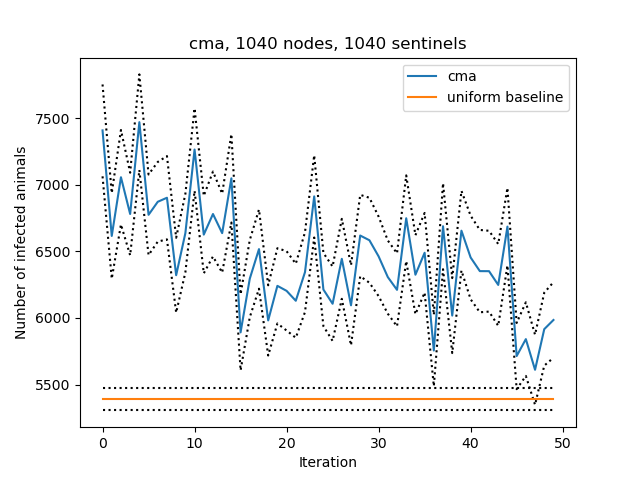 cma, 1040 nodes, 1040 sentinels
cma
uniform baseline
Number of infected animals
7500
7000
6500
6000
5500
0 10 20 30 40 50
Iteration